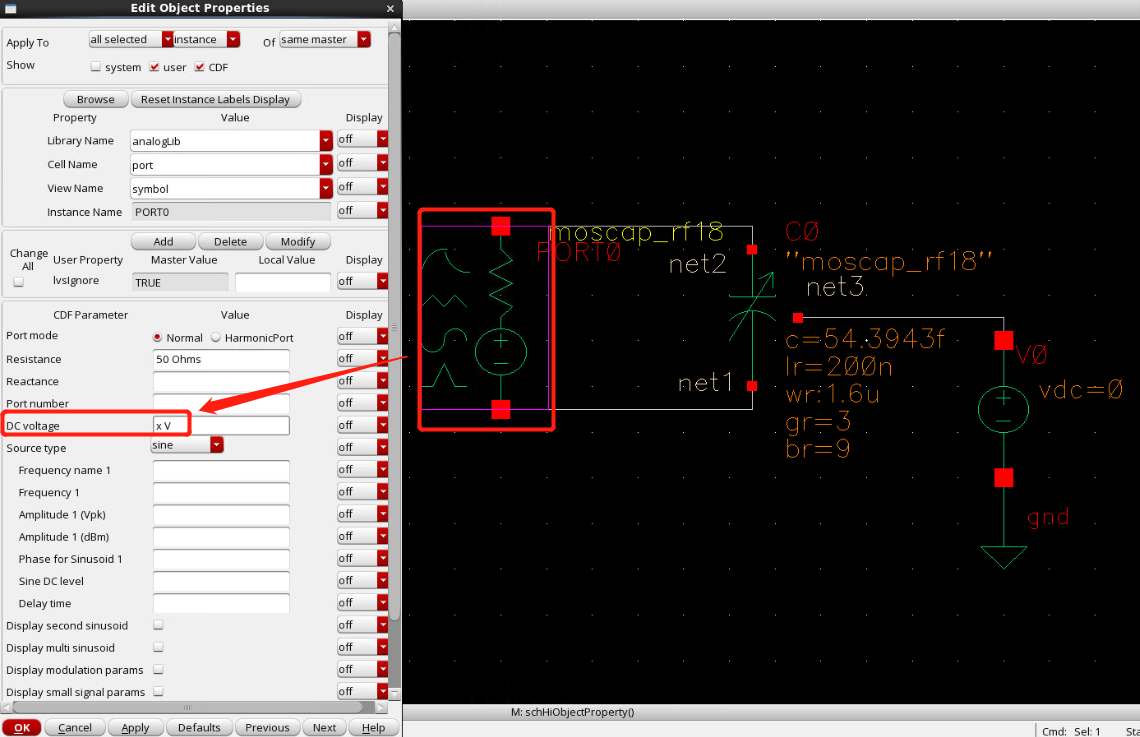 Edit Object Properties
Apply To all selected instance Of same master
Show system user CDF
Browse Reset Instance Labels Display
Property Value Display
Library Name analogLib off
Cell Name port off
View Name symbol off
Instance Name PORT0 off
Add Delete Modify
Change All User Property Master Value Local Value Display
lvsIgnore TRUE off
CDF Parameter Value Display
Port mode Normal HarmonicPort off
Resistance 50 Ohms off
Reactance off
Port number off
DC voltage x V off
Source type sine off
Frequency name 1 off
Frequency 1 off
Amplitude 1 (Vpk) off
Amplitude 1 (dBm) off
Phase for Sinusoid 1 off
Sine DC level off
Delay time off
Display second sinusoid off
Display multi sinusoid off
Display modulation params off
Display small signal params off
OK Cancel Apply Defaults Previous Next Help
moscap_rf18
PORT0
net2
C0
"moscap_rf18"
net3
c=54.3943f
lr=200n
wr:1.6u
gr=3
br=9
net1
V0
vdc=0
gnd
M: schHiObjectProperty()
Cmd: Sel: 1 Sta